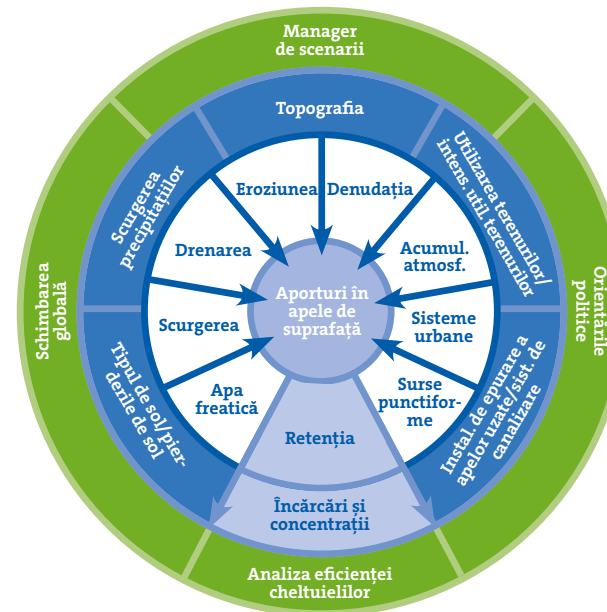 Manager
de scenarii
Topografia
Scurgerea
precipitațiilor
Utilizarea terenurilor/
intens. util. terenurilor
Eroziunea
Denudația
Drenarea
Acumul.
atmosf.
Schimbarea
globală
Aporturi în
apele de
suprafață
Orientările
politice
Scurgerea
Sisteme
urbane
Apa
freatică
Surse
punctifor-
me
Tipul de sol/pier-
derile de sol
Instal. de epurare a
apelor uzate/sist. de
canalizare
Retenția
Încărcări și
concentrații
Analiza eficienței
cheltuielilor